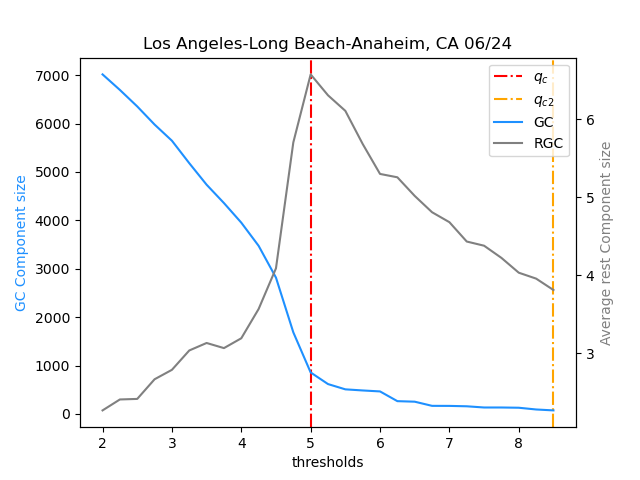 Los Angeles-Long Beach-Anaheim, CA 06/24
GC Component size
7000
6000
5000
4000
3000
2000
1000
0
2
3
4
5
6
7
8
thresholds
6
5
4
3
Average rest Component size
q_c
q_{c2}
GC
RGC